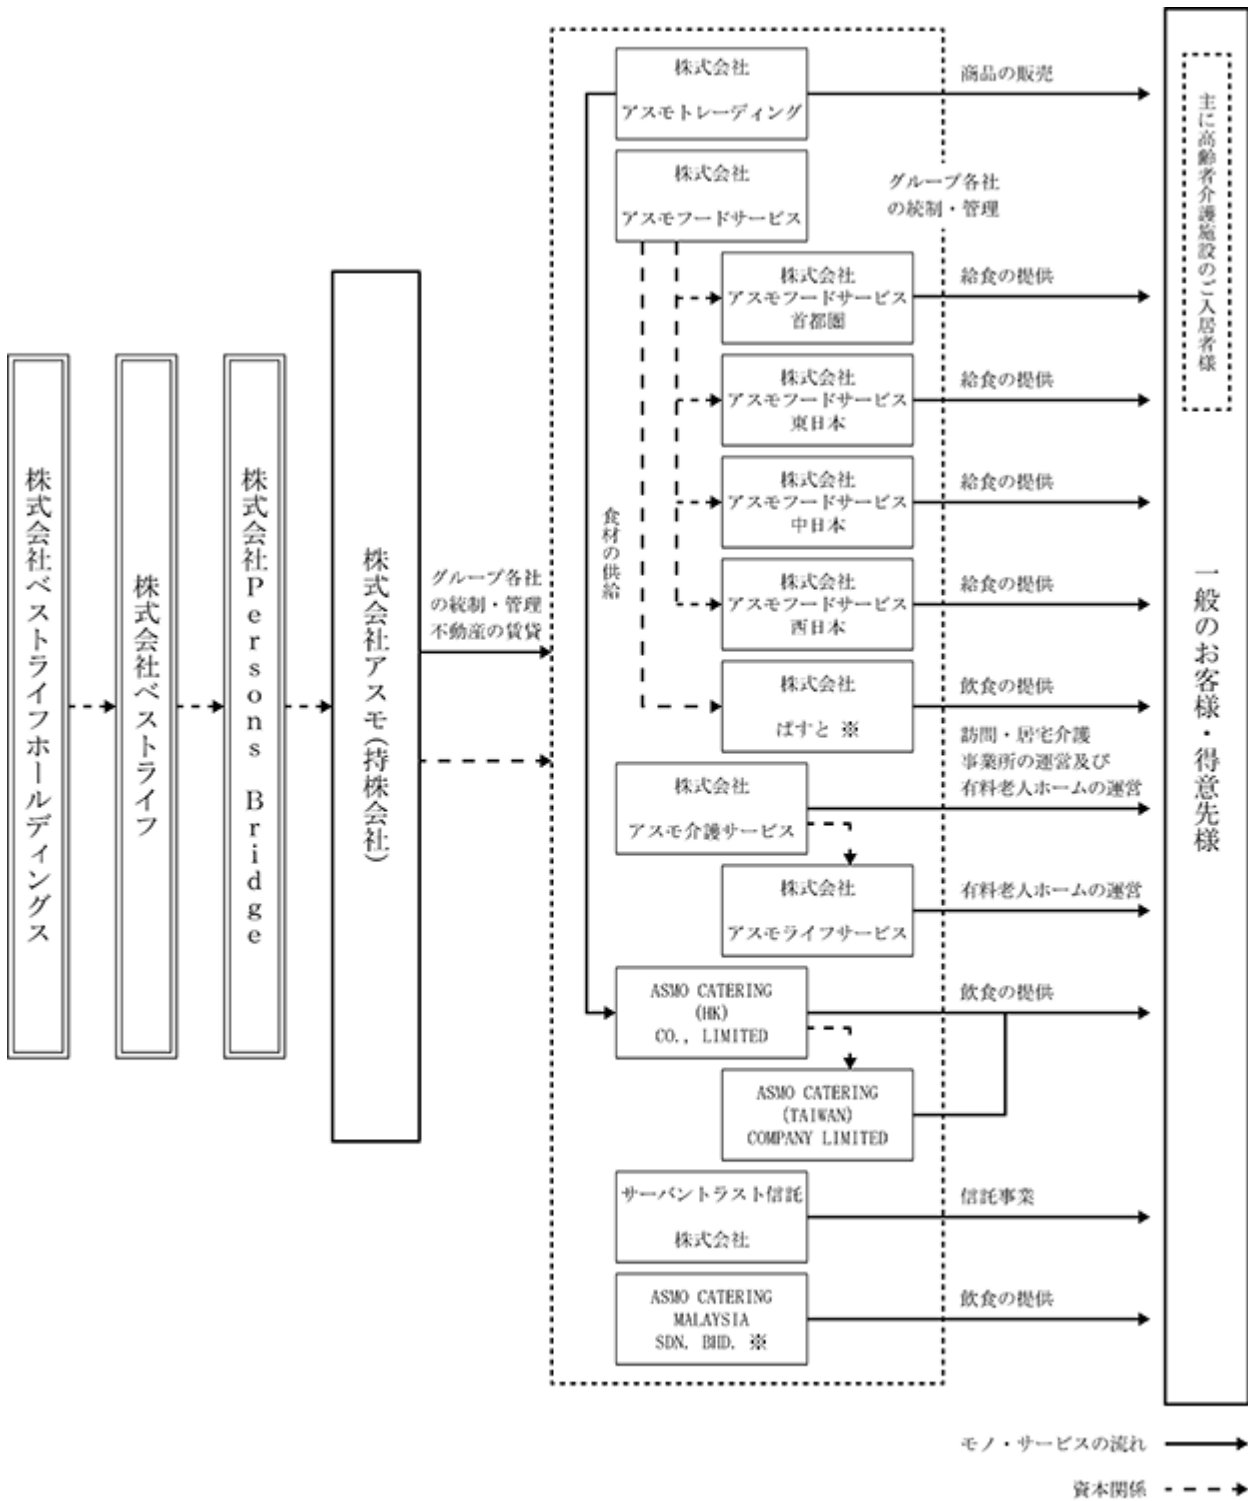 株式会社ベストライフホールディングス
株式会社ベストライフ
株式会社Persons Bridge
株式会社アスモ(持株会社)
グループ各社
の統制・管理
不動産の賃貸
株式会社
アスモトレーディング
商品の販売
株式会社
アスモフードサービス
グループ各社
の統制・管理
食材の供給
株式会社
アスモフードサービス
首都圏
給食の提供
株式会社
アスモフードサービス
東日本
給食の提供
株式会社
アスモフードサービス
中日本
給食の提供
株式会社
アスモフードサービス
西日本
給食の提供
株式会社
ぱすと ※
飲食の提供
株式会社
アスモ介護サービス
訪問・居宅介護
事業所の運営及び
有料老人ホームの運営
株式会社
アスモライフサービス
有料老人ホームの運営
ASMO CATERING
(HK)
CO., LIMITED
飲食の提供
ASMO CATERING
(TAIWAN)
COMPANY LIMITED
サーバントラスト信託
株式会社
信託事業
ASMO CATERING
MALAYSIA
SDN. BHD. ※
飲食の提供
主に高齢者介護施設のご入居者様
一般のお客様・得意先様
モノ・サービスの流れ
資本関係